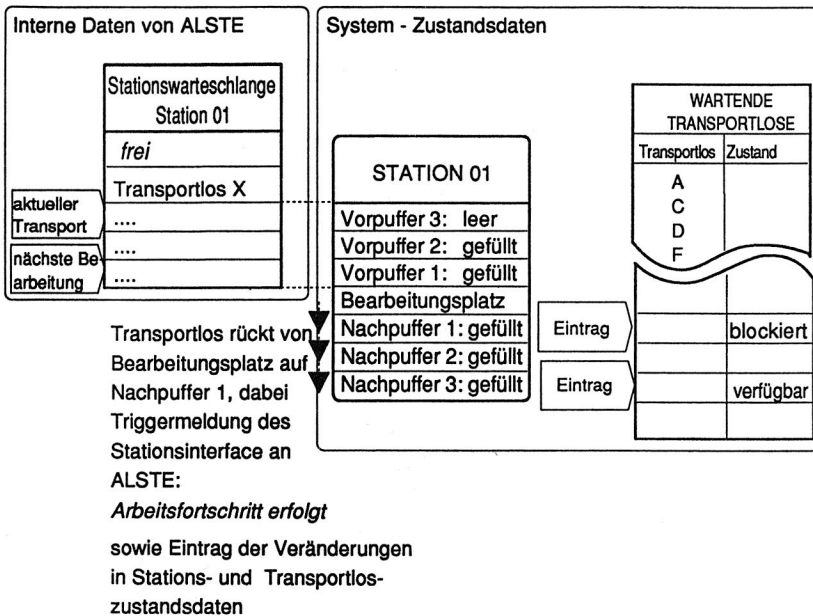 Interne Daten von ALSTE
Stationswarteschlange
Station 01
frei
Transportlos X
....
....
....
aktueller
Transport
nächste Be-
arbeitung
System - Zustandsdaten
STATION 01
Vorpuffer 3: leer
Vorpuffer 2: gefüllt
Vorpuffer 1: gefüllt
Bearbeitungsplatz
Nachpuffer 1: gefüllt
Nachpuffer 2: gefüllt
Nachpuffer 3: gefüllt
WARTENDE
TRANSPORTLOSE
Transportlos Zustand
A
C
D
F
Eintrag
blockiert
Eintrag
verfügbar
Transportlos rückt von
Bearbeitungsplatz auf
Nachpuffer 1, dabei
Triggermeldung des
Stationsinterface an
ALSTE:
Arbeitsfortschritt erfolgt
sowie Eintrag der Veränderungen
in Stations- und Transportlos-
zustandsdaten